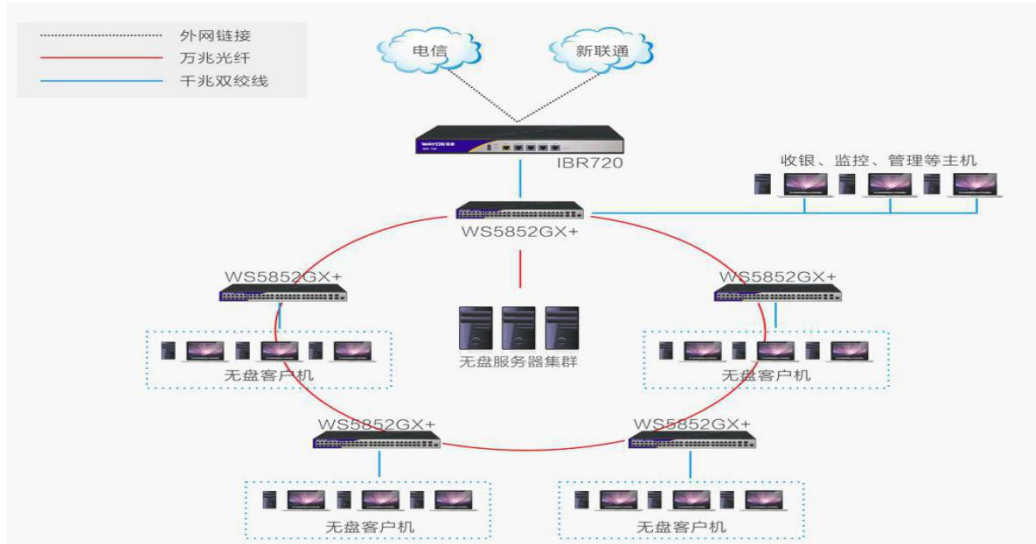 外网链接
万兆光纤
千兆双绞线
电信
新联通
WAYOS
IBR720
收银、监控、管理等主机
WS5852GX+
WS5852GX+
WS5852GX+
无盘服务器集群
无盘客户机
无盘客户机
WS5852GX+
WS5852GX+
无盘客户机
无盘客户机